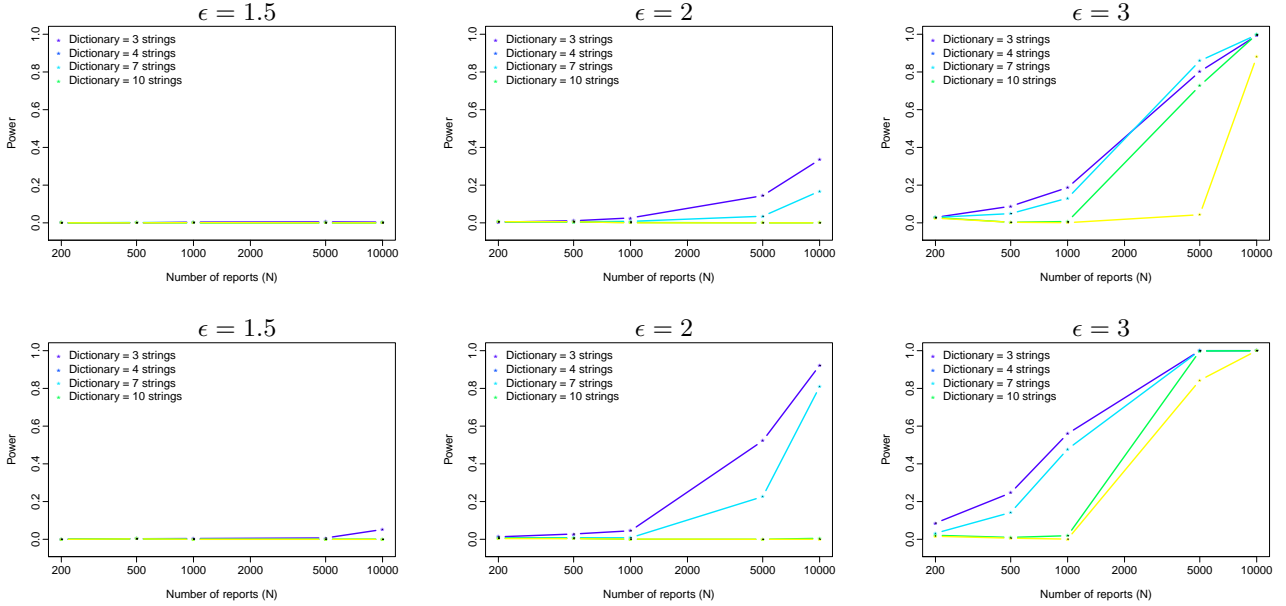 ϵ = 1.5
Dictionary = 3 strings
Dictionary = 4 strings
Dictionary = 7 strings
Dictionary = 10 strings
Power
0.0
0.2
0.4
0.6
0.8
1.0
200
500
1000
2000
5000
10000
Number of reports (N)
ϵ = 2
Dictionary = 3 strings
Dictionary = 4 strings
Dictionary = 7 strings
Dictionary = 10 strings
Power
0.0
0.2
0.4
0.6
0.8
1.0
200
500
1000
2000
5000
10000
Number of reports (N)
ϵ = 3
Dictionary = 3 strings
Dictionary = 4 strings
Dictionary = 7 strings
Dictionary = 10 strings
Power
0.0
0.2
0.4
0.6
0.8
1.0
200
500
1000
2000
5000
10000
Number of reports (N)
ϵ = 1.5
Dictionary = 3 strings
Dictionary = 4 strings
Dictionary = 7 strings
Dictionary = 10 strings
Power
0.0
0.2
0.4
0.6
0.8
1.0
200
500
1000
2000
5000
10000
Number of reports (N)
ϵ = 2
Dictionary = 3 strings
Dictionary = 4 strings
Dictionary = 7 strings
Dictionary = 10 strings
Power
0.0
0.2
0.4
0.6
0.8
1.0
200
500
1000
2000
5000
10000
Number of reports (N)
ϵ = 3
Dictionary = 3 strings
Dictionary = 4 strings
Dictionary = 7 strings
Dictionary = 10 strings
Power
0.0
0.2
0.4
0.6
0.8
1.0
200
500
1000
2000
5000
10000
Number of reports (N)